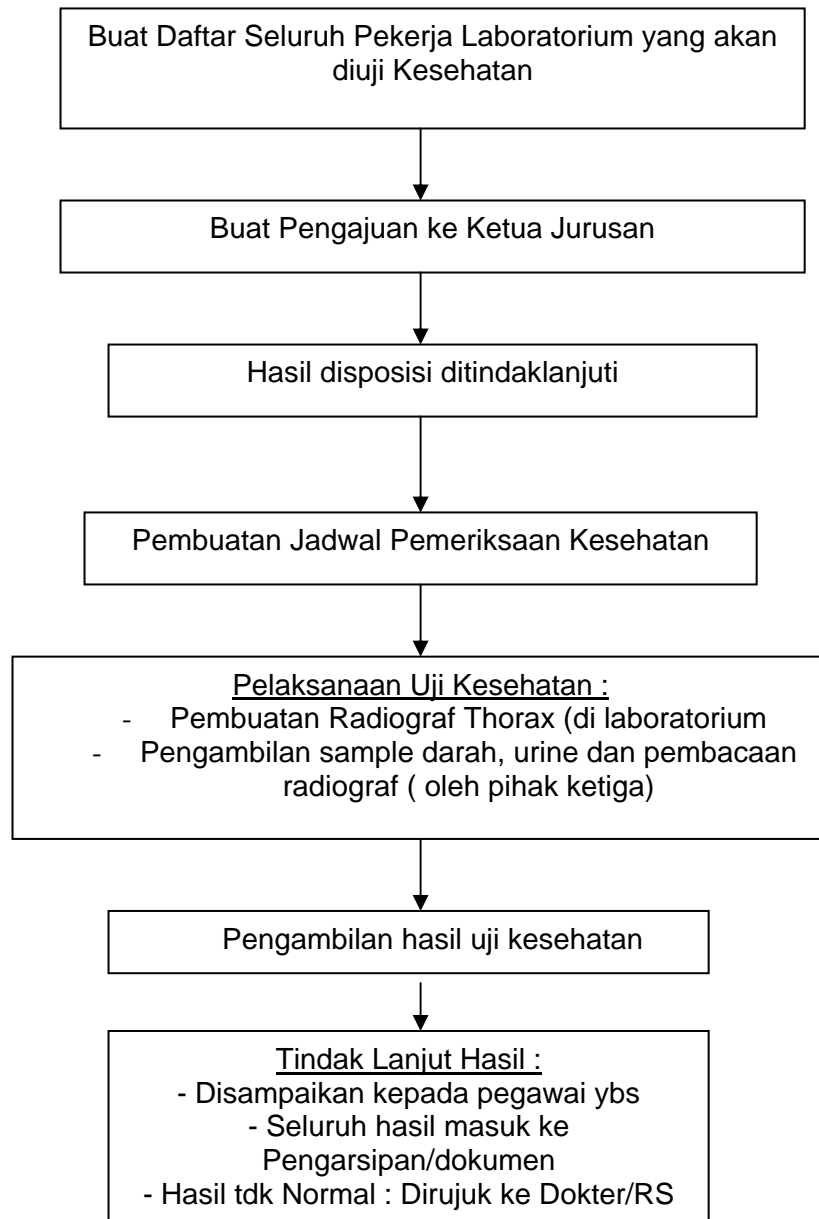 Buat Daftar Seluruh Pekerja Laboratorium yang akan
diuji Kesehatan
Buat Pengajuan ke Ketua Jurusan
Hasil disposisi ditindaklanjuti
Pembuatan Jadwal Pemeriksaan Kesehatan
Pelaksanaan Uji Kesehatan :
- Pembuatan Radiograf Thorax (di laboratorium
- Pengambilan sample darah, urine dan pembacaan
radiograf ( oleh pihak ketiga)
Pengambilan hasil uji kesehatan
Tindak Lanjut Hasil :
- Disampaikan kepada pegawai ybs
- Seluruh hasil masuk ke
Pengarsipan/dokumen
- Hasil tdk Normal : Dirujuk ke Dokter/RS